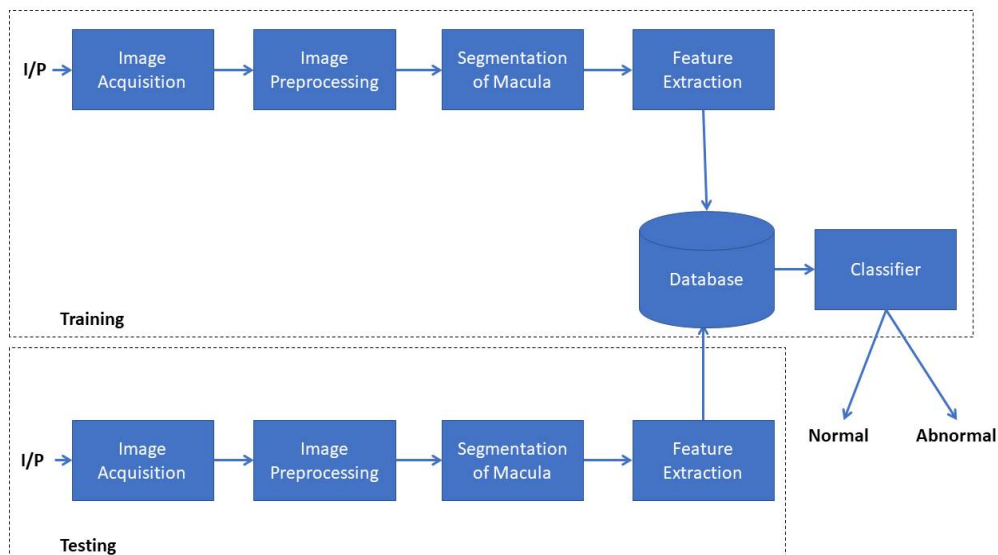 I/P
Image
Acquisition
Image
Preprocessing
Segmentation
of Macula
Feature
Extraction
Database
Classifier
Training
Normal
Abnormal
I/P
Image
Acquisition
Image
Preprocessing
Segmentation
of Macula
Feature
Extraction
Testing